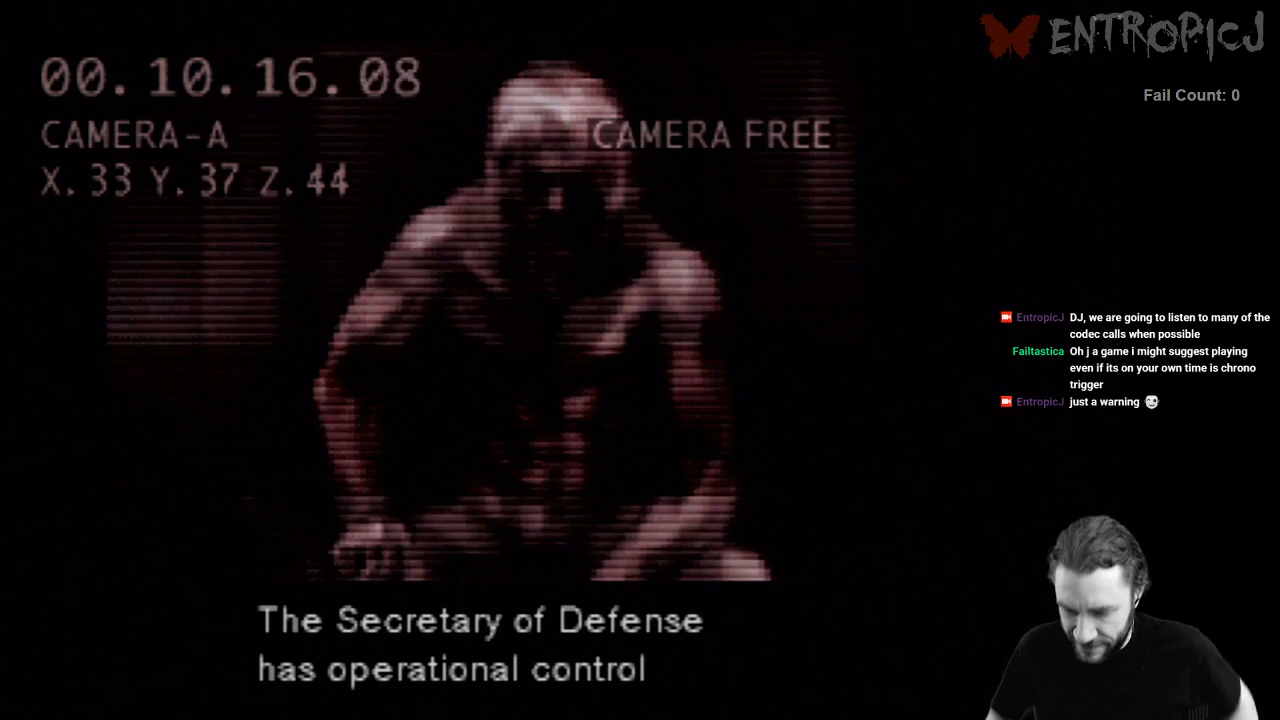 00.10.16.08
CAMERA-A
CAMERA FREE
X.33 Y.37 Z.44
The Secretary of Defense
has operational control
ENTROPICJ
Fail Count: 0
EntropicJ DJ, we are going to listen to many of the
codec calls when possible
Failtastica Oh j a game i might suggest playing
even if its on your own time is chrono
trigger
EntropicJ just a warning